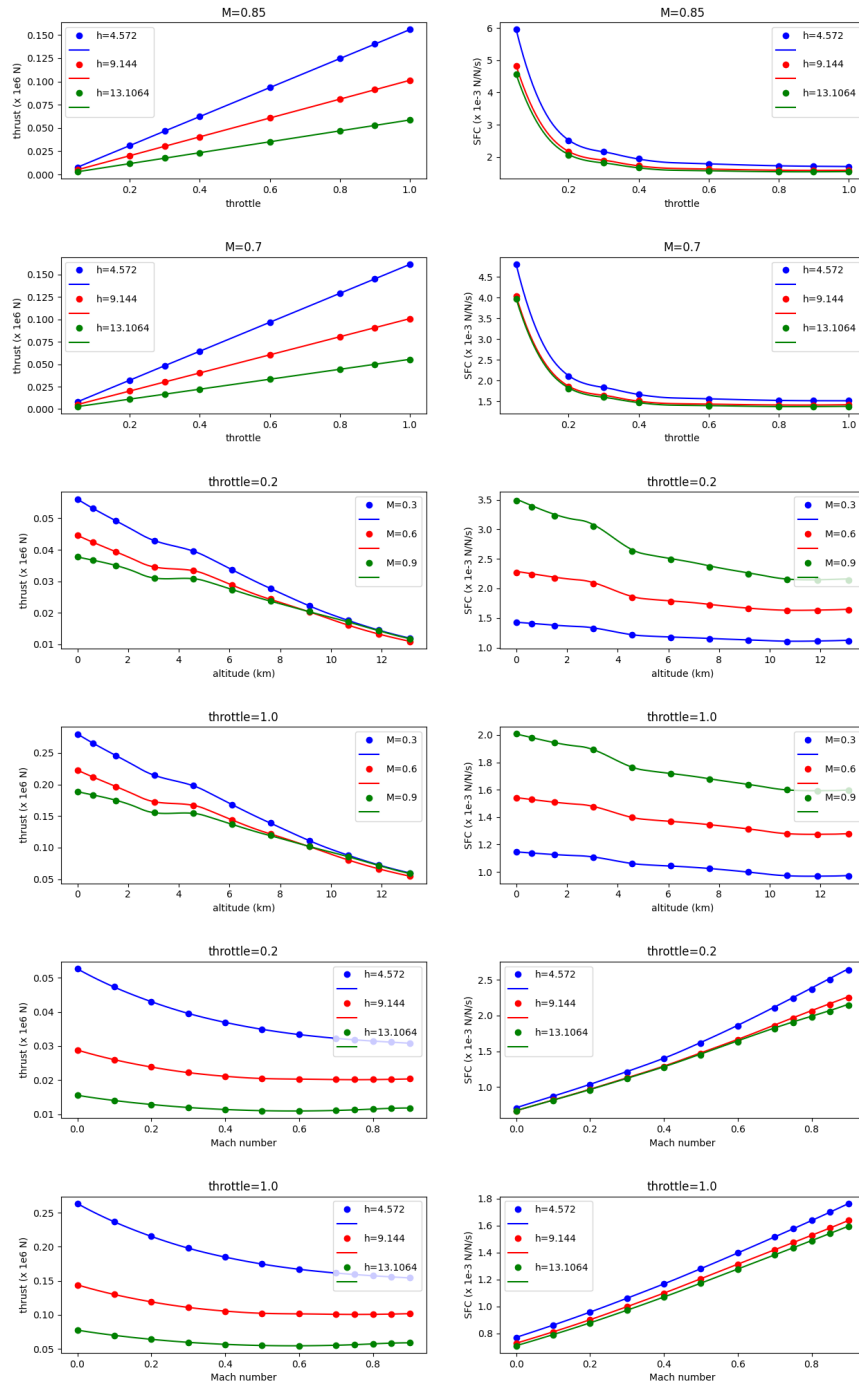 M=0.85
thrust (x 1e6 N)
0.150
0.125
0.100
0.075
0.050
0.025
0.000
h=4.572
h=9.144
h=13.1064
0.2 0.4 0.6 0.8 1.0
throttle
M=0.85
SFC (x 1e-3 N/N/s)
6
5
4
3
2
h=4.572
h=9.144
h=13.1064
0.2 0.4 0.6 0.8 1.0
throttle
M=0.7
thrust (x 1e6 N)
0.150
0.125
0.100
0.075
0.050
0.025
0.000
h=4.572
h=9.144
h=13.1064
0.2 0.4 0.6 0.8 1.0
throttle
M=0.7
SFC (x 1e-3 N/N/s)
4.5
4.0
3.5
3.0
2.5
2.0
1.5
h=4.572
h=9.144
h=13.1064
0.2 0.4 0.6 0.8 1.0
throttle
throttle=0.2
thrust (x 1e6 N)
0.05
0.04
0.03
0.02
0.01
M=0.3
M=0.6
M=0.9
0 2 4 6 8 10 12
altitude (km)
throttle=0.2
SFC (x 1e-3 N/N/s)
3.5
3.0
2.5
2.0
1.5
1.0
M=0.3
M=0.6
M=0.9
0 2 4 6 8 10 12
altitude (km)
throttle=1.0
thrust (x 1e6 N)
0.25
0.20
0.15
0.10
0.05
M=0.3
M=0.6
M=0.9
0 2 4 6 8 10 12
altitude (km)
throttle=1.0
SFC (x 1e-3 N/N/s)
2.0
1.8
1.6
1.4
1.2
1.0
M=0.3
M=0.6
M=0.9
0 2 4 6 8 10 12
altitude (km)
throttle=0.2
thrust (x 1e6 N)
0.05
0.04
0.03
0.02
0.01
h=4.572
h=9.144
h=13.1064
0.0 0.2 0.4 0.6 0.8
Mach number
throttle=0.2
SFC (x 1e-3 N/N/s)
2.5
2.0
1.5
1.0
h=4.572
h=9.144
h=13.1064
0.0 0.2 0.4 0.6 0.8
Mach number
throttle=1.0
thrust (x 1e6 N)
0.25
0.20
0.15
0.10
0.05
h=4.572
h=9.144
h=13.1064
0.0 0.2 0.4 0.6 0.8
Mach number
throttle=1.0
SFC (x 1e-3 N/N/s)
1.8
1.6
1.4
1.2
1.0
0.8
h=4.572
h=9.144
h=13.1064
0.0 0.2 0.4 0.6 0.8
Mach number